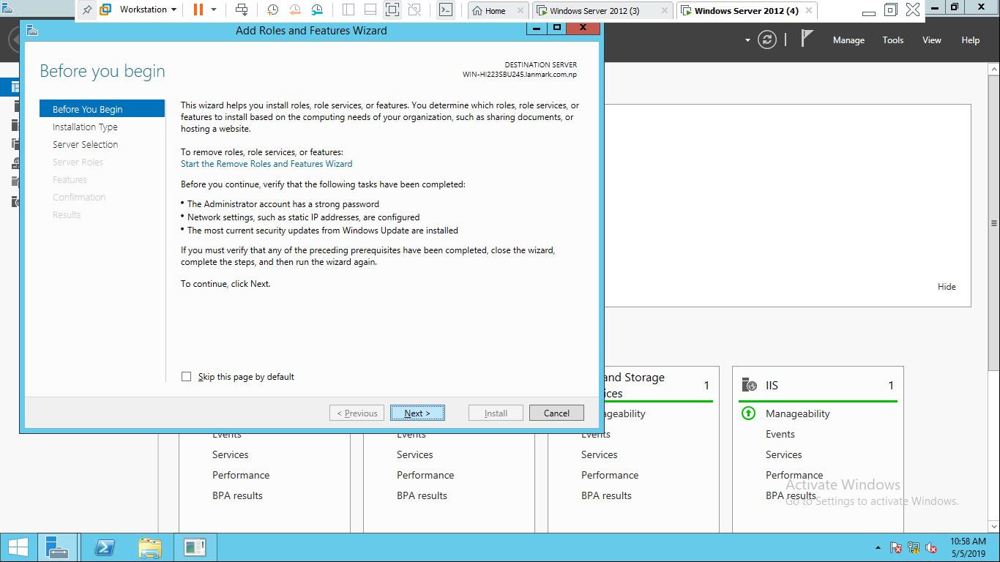 Workstation
Home
Windows Server 2012 (3)
Windows Server 2012 (4)
Add Roles and Features Wizard
Manage
Tools
View
Help
Before you begin
DESTINATION SERVER
WIN-HI223SBU245.lanmark.com.np
Before You Begin
Installation Type
Server Selection
Server Roles
Features
Confirmation
Results
This wizard helps you install roles, role services, or features. You determine which roles, role services, or
features to install based on the computing needs of your organization, such as sharing documents, or
hosting a website.
To remove roles, role services, or features:
Start the Remove Roles and Features Wizard
Before you continue, verify that the following tasks have been completed:
• The Administrator account has a strong password
• Network settings, such as static IP addresses, are configured
• The most current security updates from Windows Update are installed
If you must verify that any of the preceding prerequisites have been completed, close the wizard,
complete the steps, and then run the wizard again.
To continue, click Next.
Skip this page by default
< Previous
Next >
Install
Cancel
Hide
Events
Services
Performance
BPA results
Events
Services
Performance
BPA results
and Storage
1
Events
Services
Performance
BPA results
IIS
1
Manageability
Events
Services
Performance
BPA results
Activate Windows
Go to Settings to activate Windows.
10:58 AM
5/5/2019